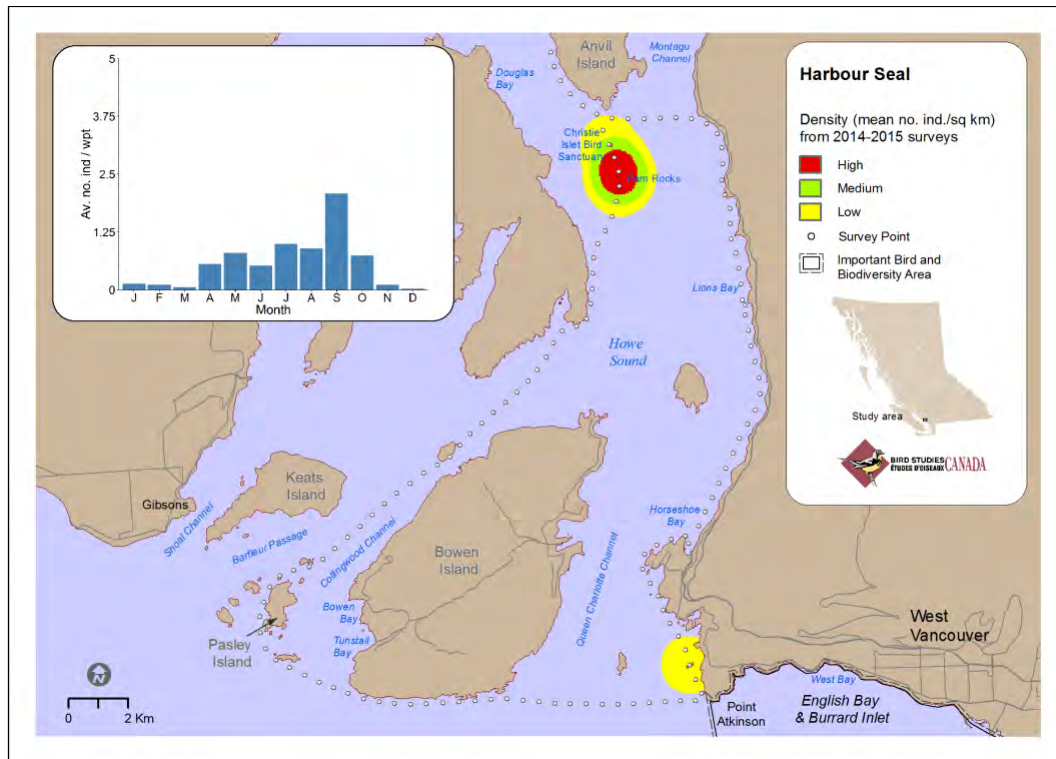 5
3.75
2.5
1.25
0
Av. no. ind / wpt
J F M A M J J A S O N D
Month
Anvil
Island
Montagu
Channel
Douglas
Bay
Christie
Islet Bird
Sanctuary
Pam Rocks
Lions Bay
Howe
Sound
Keats
Island
Gibsons
Shoal Channel
Barfleur Passage
Collingwood Channel
Bowen
Island
Horseshoe
Bay
Queen Charlotte Channel
Bowen
Bay
Tunstall
Bay
Pasley
Island
West
Vancouver
West Bay
Point
Atkinson
English Bay
& Burrard Inlet
N
0 2 Km
Harbour Seal
Density (mean no. ind./sq km)
from 2014-2015 surveys
High
Medium
Low
Survey Point
Important Bird and
Biodiversity Area
Study area
BIRD STUDIES
ÉTUDES D'OISEAUX CANADA